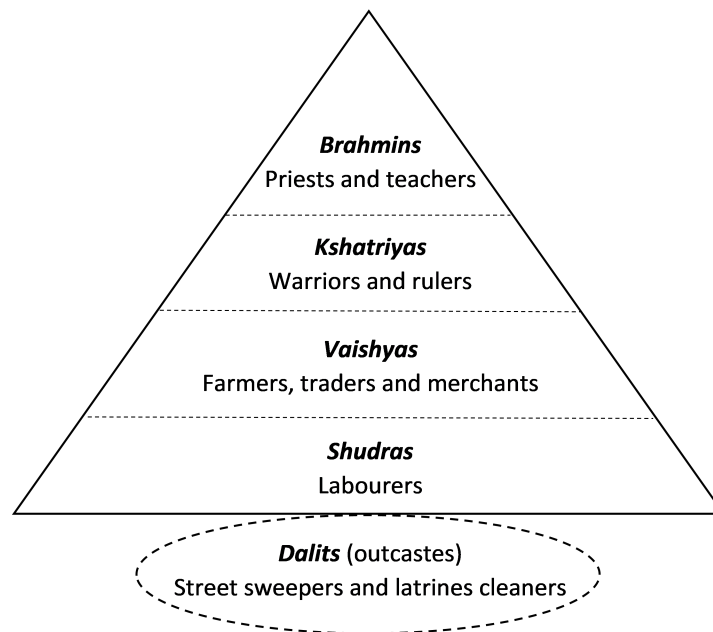 Brahmins
Priests and teachers
Kshatriyas
Warriors and rulers
Vaishyas
Farmers, traders and merchants
Shudras
Labourers
Dalits (outcastes)
Street sweepers and latrines cleaners